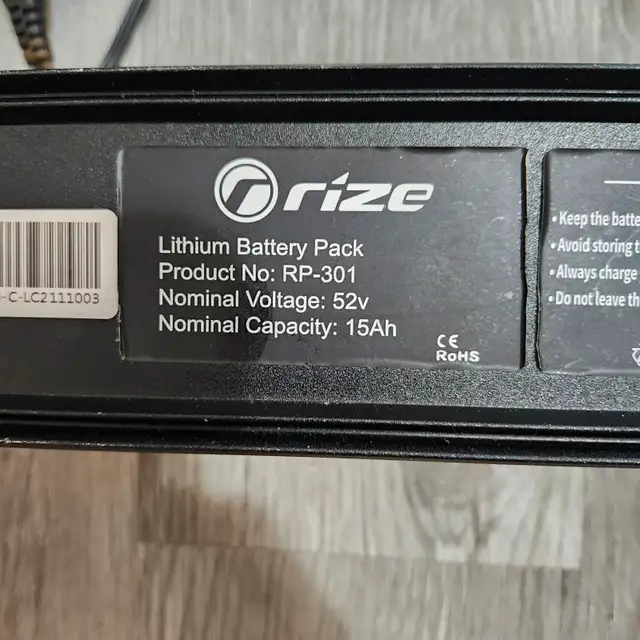 rize
Lithium Battery Pack
Product No: RP-301
Nominal Voltage: 52v
Nominal Capacity: 15Ah
CE
RoHS
-C-LC2111003
•Keep the batte
•Avoid storing t
•Always charge
•Do not leave th